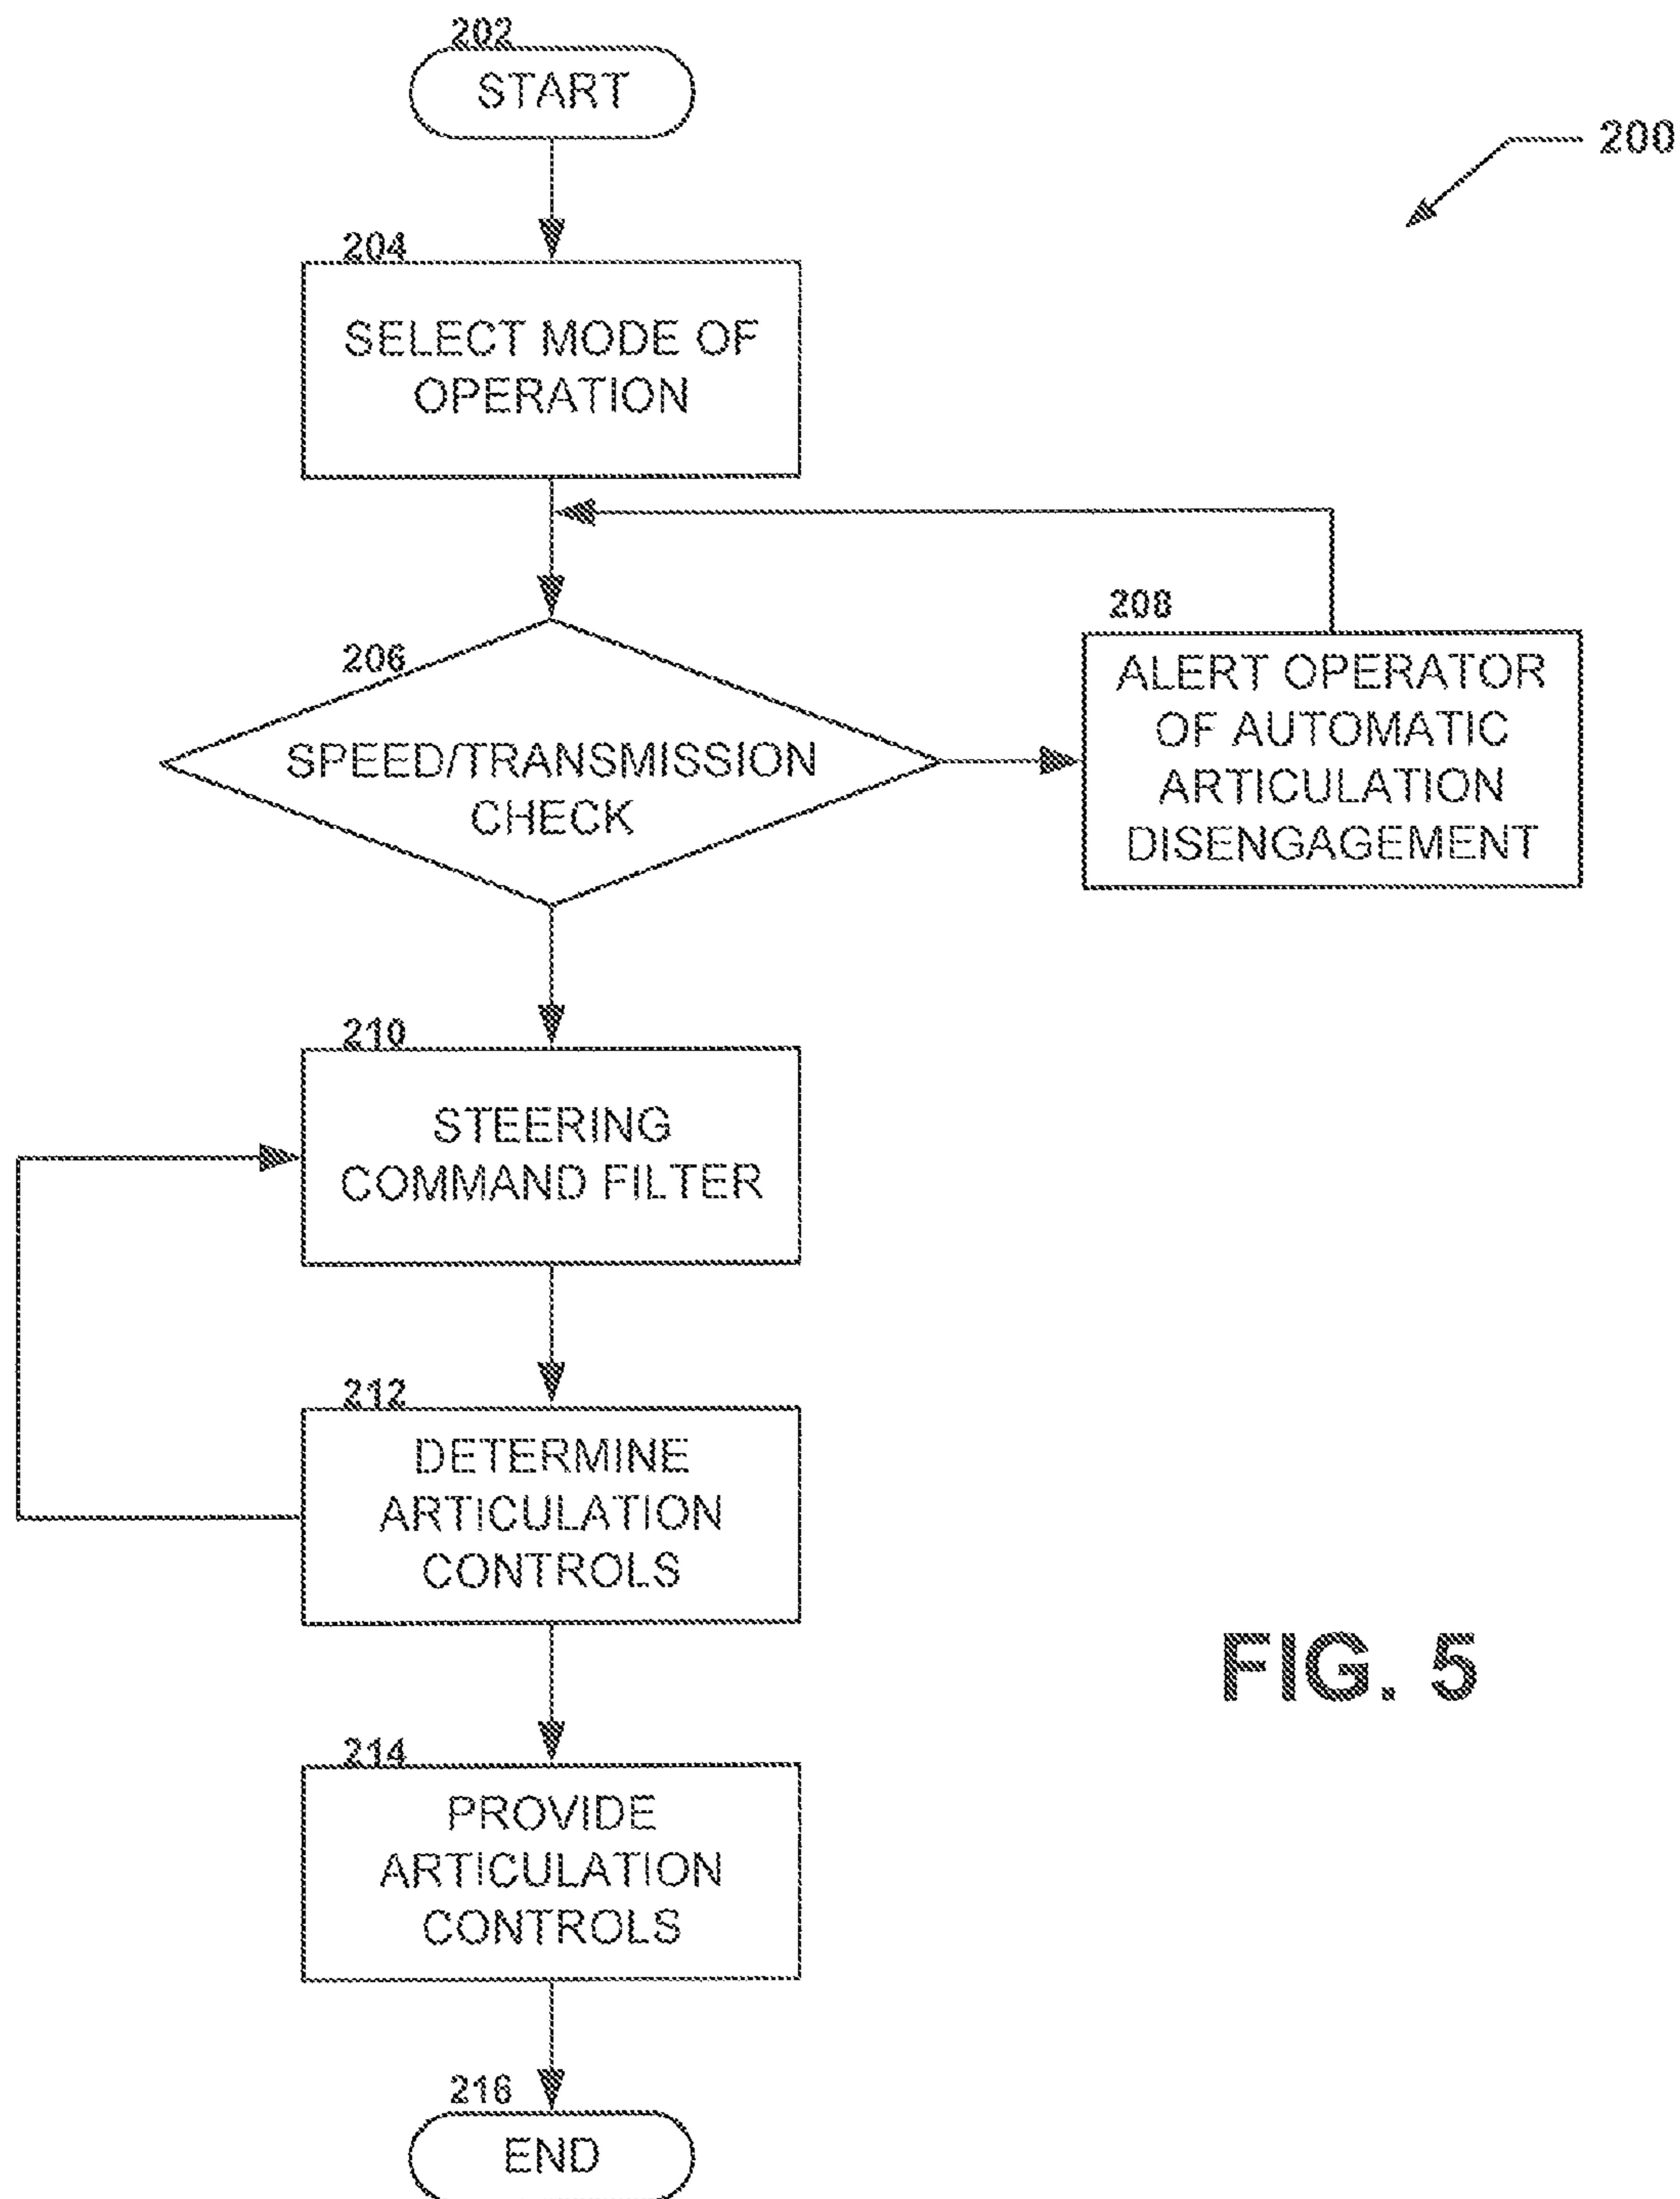 202
START
200
204
SELECT MODE OF
OPERATION
206
SPEED/TRANSMISSION
CHECK
208
ALERT OPERATOR
OF AUTOMATIC
ARTICULATION
DISENGAGEMENT
210
STEERING
COMMAND FILTER
212
DETERMINE
ARTICULATION
CONTROLS
214
PROVIDE
ARTICULATION
CONTROLS
216
END
FIG. 5